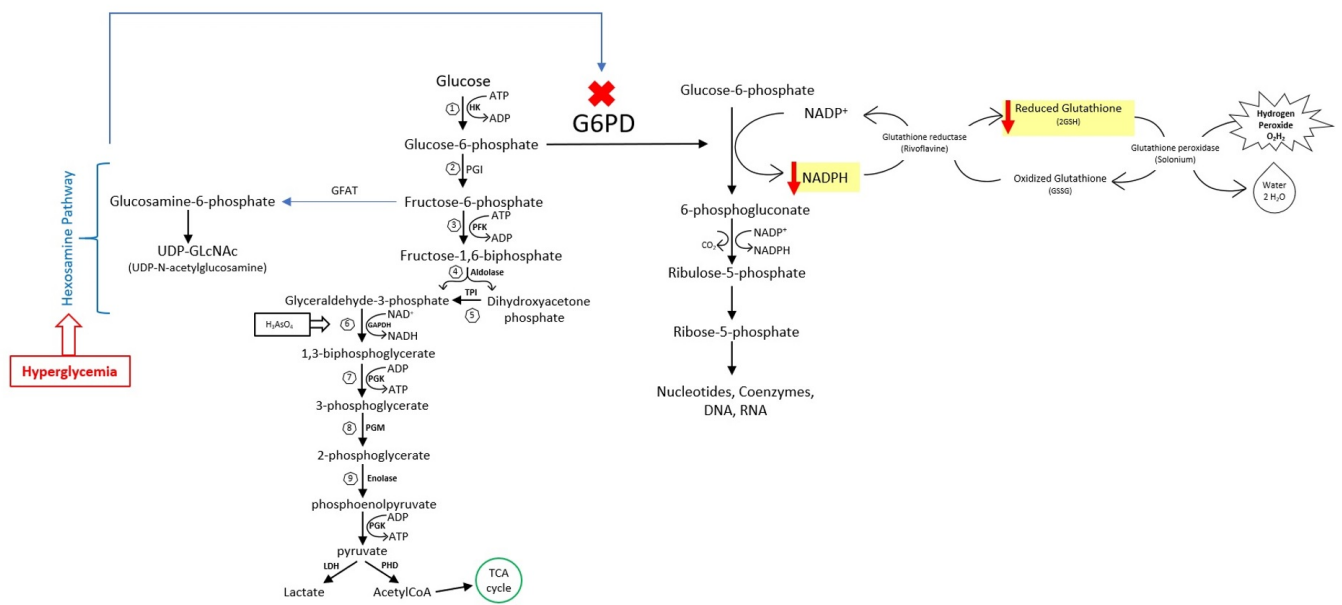 Glucose
ATP
1
HK
ADP
Glucose-6-phosphate
2
PGI
Fructose-6-phosphate
GFAT
Glucosamine-6-phosphate
UDP-GLcNAc
(UDP-N-acetylglucosamine)
Hexosamine Pathway
Hyperglycemia
ATP
3
PFK
ADP
Fructose-1,6-biphosphate
4
Aldolase
Glyceraldehyde-3-phosphate
TPI
5
Dihydroxyacetone
phosphate
H₃AsO₄
6
NAD⁺
GAPDH
NADH
1,3-biphosphoglycerate
7
ADP
PGK
ATP
3-phosphoglycerate
8
PGM
2-phosphoglycerate
9
Enolase
phosphoenolpyruvate
ADP
PGK
ATP
pyruvate
LDH
PHD
Lactate
AcetylCoA
TCA
cycle
G6PD
Glucose-6-phosphate
NADP⁺
NADPH
6-phosphogluconate
CO₂
NADP⁺
NADPH
Ribulose-5-phosphate
Ribose-5-phosphate
Nucleotides, Coenzymes,
DNA, RNA
Glutathione reductase
(Rivoflavine)
Reduced Glutathione
(2GSH)
Oxidized Glutathione
(GSSG)
Glutathione peroxidase
(Solonium)
Hydrogen
Peroxide
O₂H₂
Water
2 H₂O